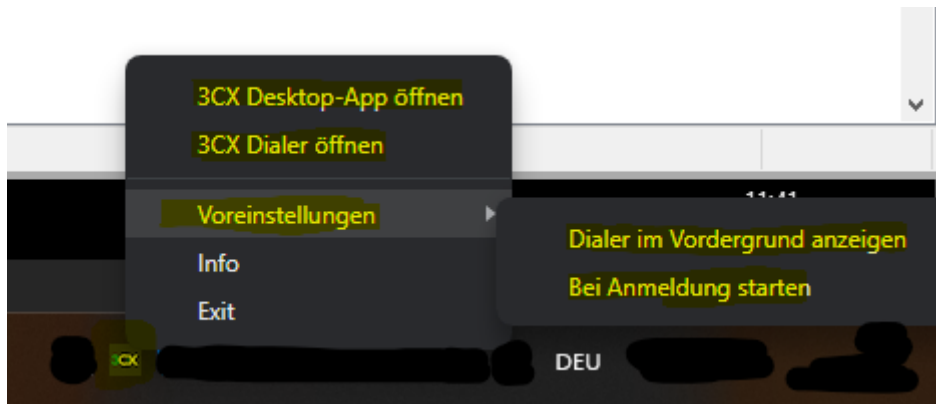 3CX Desktop-App öffnen
3CX Dialer öffnen
Voreinstellungen
Dialer im Vordergrund anzeigen
Bei Anmeldung starten
Info
Exit
3CX
DEU